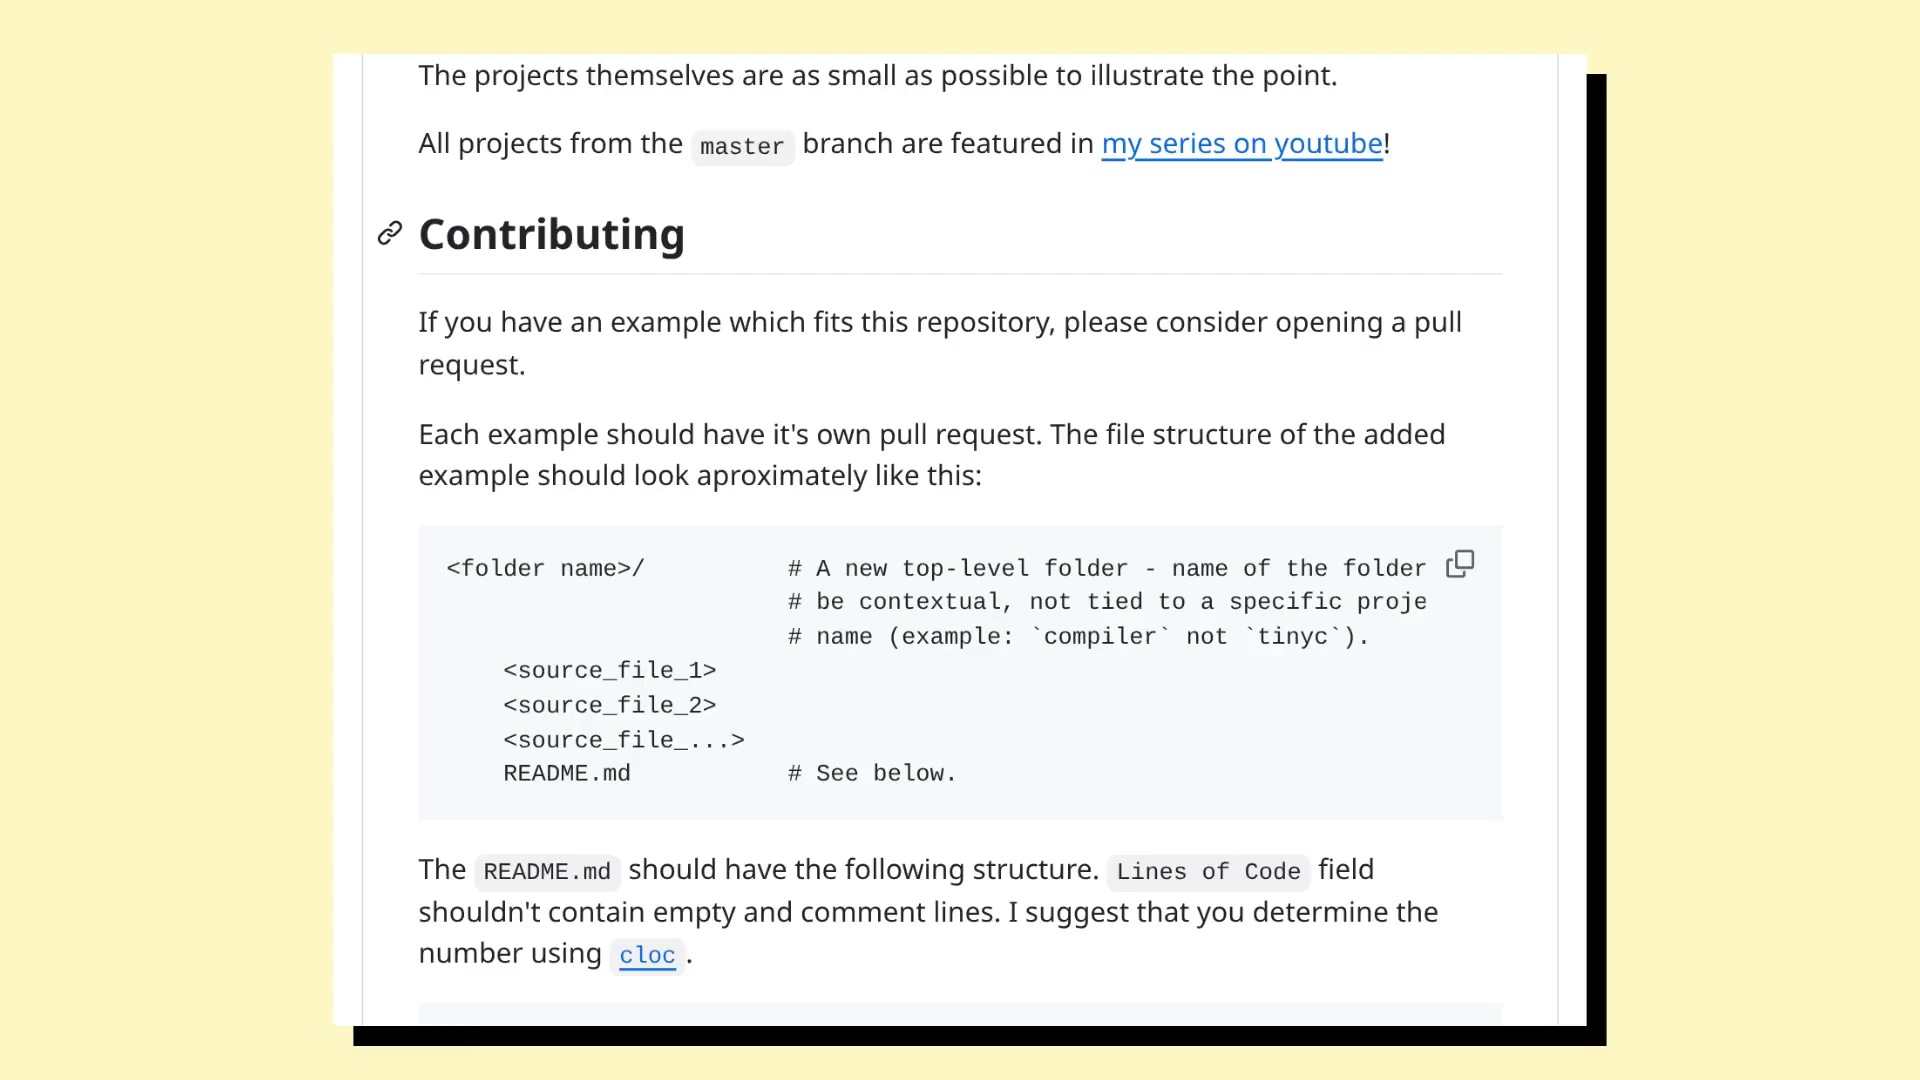 The projects themselves are as small as possible to illustrate the point.
All projects from the master branch are featured in my series on youtube!
Contributing
If you have an example which fits this repository, please consider opening a pull
request.
Each example should have it's own pull request. The file structure of the added
example should look aproximately like this:
<folder name>/          # A new top-level folder - name of the folder
                        # be contextual, not tied to a specific proje
                        # name (example: `compiler` not `tinyc`).
    <source_file_1>
    <source_file_2>
    <source_file_...>
    README.md           # See below.
The README.md should have the following structure. Lines of Code field
shouldn't contain empty and comment lines. I suggest that you determine the
number using cloc.